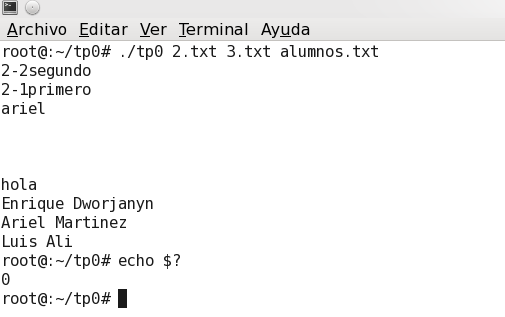 Archivo Editar Ver Terminal Ayuda
root@:~/tp0# ./tp0 2.txt 3.txt alumnos.txt
2-2segundo
2-1primero
ariel
hola
Enrique Dworjanyn
Ariel Martinez
Luis Ali
root@:~/tp0# echo $?
0
root@:~/tp0#